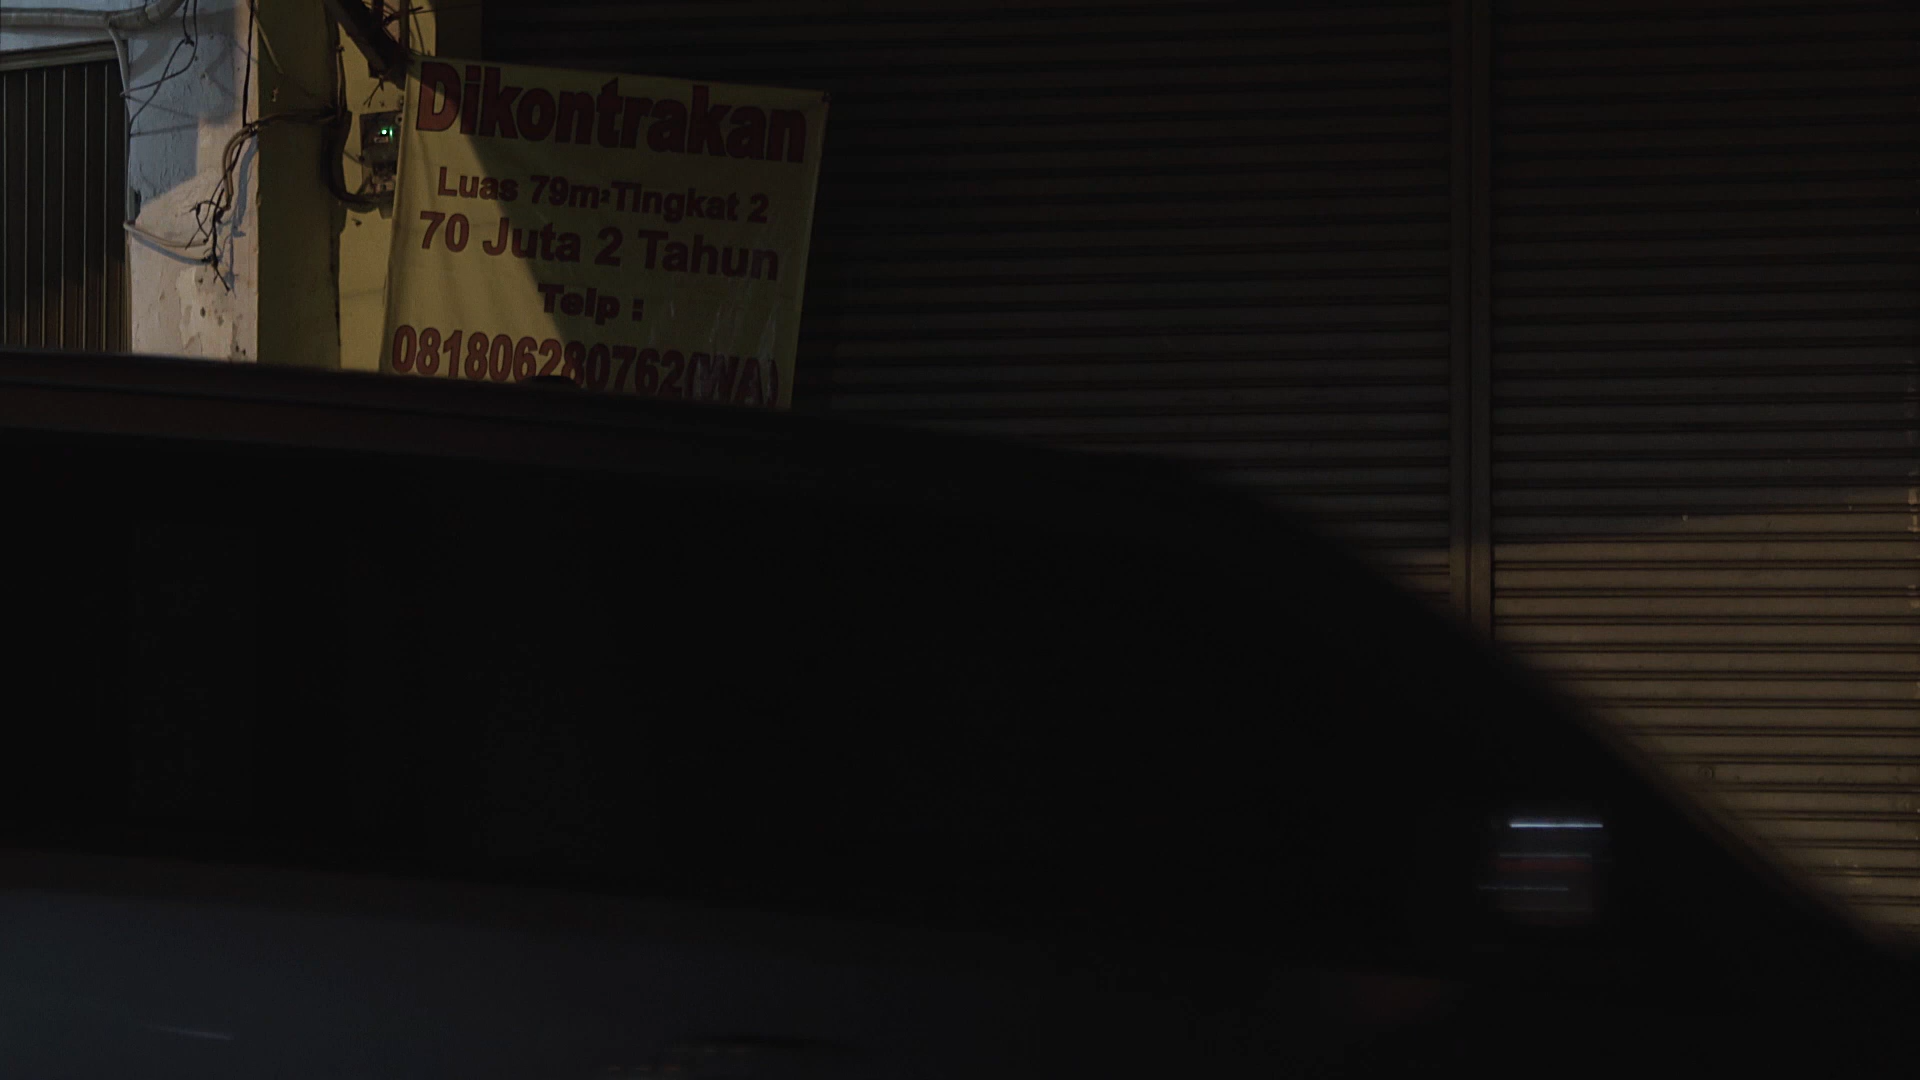 Dikontrakan
Luas 79m² Tingkat 2
70 Juta 2 Tahun
Telp :
081806280762(WA)